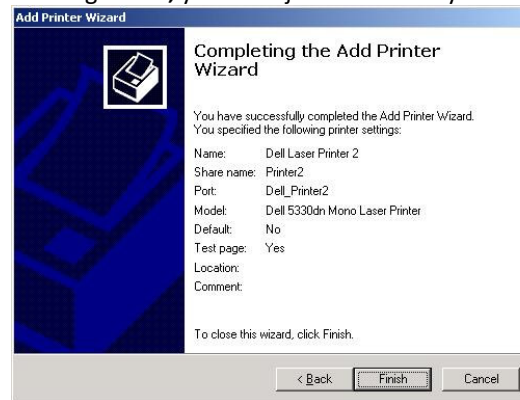 Add Printer Wizard
Completing the Add Printer
Wizard
You have successfully completed the Add Printer Wizard.
You specified the following printer settings:
Name: Dell Laser Printer 2
Share name: Printer2
Port: Dell_Printer2
Model: Dell 5330dn Mono Laser Printer
Default: No
Test page: Yes
Location:
Comment:
To close this wizard, click Finish.
< Back Finish Cancel